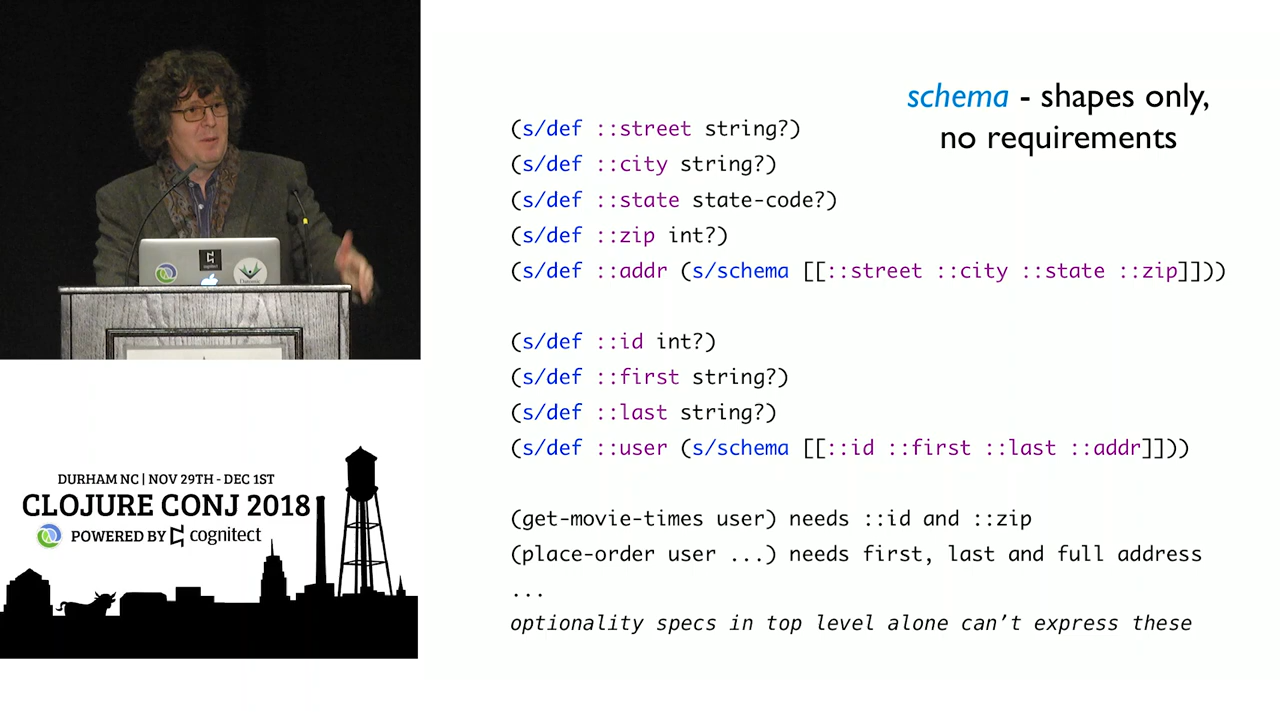 schema - shapes only,
no requirements
(s/def ::street string?)
(s/def ::city string?)
(s/def ::state state-code?)
(s/def ::zip int?)
(s/def ::addr (s/schema [[::street ::city ::state ::zip]]))
(s/def ::id int?)
(s/def ::first string?)
(s/def ::last string?)
(s/def ::user (s/schema [[::id ::first ::last ::addr]]))
(get-movie-times user) needs ::id and ::zip
(place-order user ...) needs first, last and full address
...
optionality specs in top level alone can’t express these
cognitect
DURHAM NC | NOV 29TH - DEC 1ST
CLOJURE CONJ 2018
POWERED BY cognitect